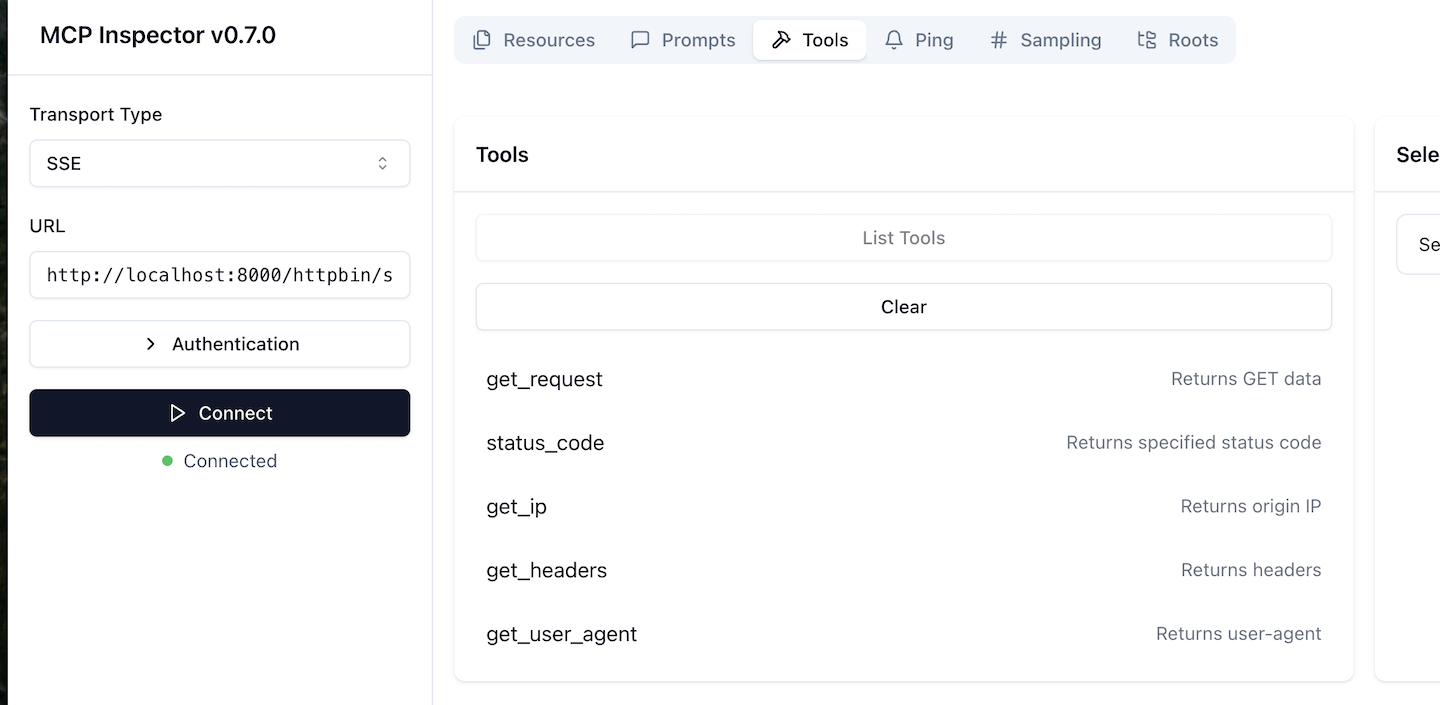 MCP Inspector v0.7.0
Transport Type
SSE
URL
http://localhost:8000/httpbin/s
Authentication
Connect
Connected
Resources Prompts Tools Ping Sampling Roots
Tools
List Tools
Clear
get_request Returns GET data
status_code Returns specified status code
get_ip Returns origin IP
get_headers Returns headers
get_user_agent Returns user-agent
Sele
Se